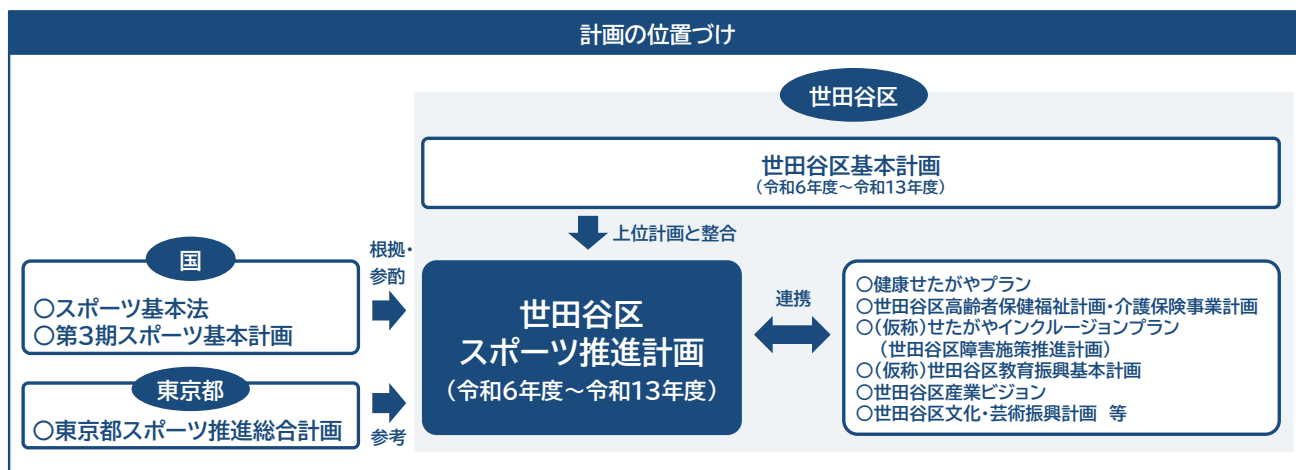 計画の位置づけ
世田谷区
世田谷区基本計画
(令和6年度~令和13年度)
上位計画と整合
国
○スポーツ基本法
○第3期スポーツ基本計画
根拠・
参酌
東京都
○東京都スポーツ推進総合計画
参考
世田谷区
スポーツ推進計画
(令和6年度~令和13年度)
連携
○健康せたがやプラン
○世田谷区高齢者保健福祉計画・介護保険事業計画
○(仮称)せたがやインクルージョンプラン
(世田谷区障害施策推進計画)
○(仮称)世田谷区教育振興基本計画
○世田谷区産業ビジョン
○世田谷区文化・芸術振興計画 等